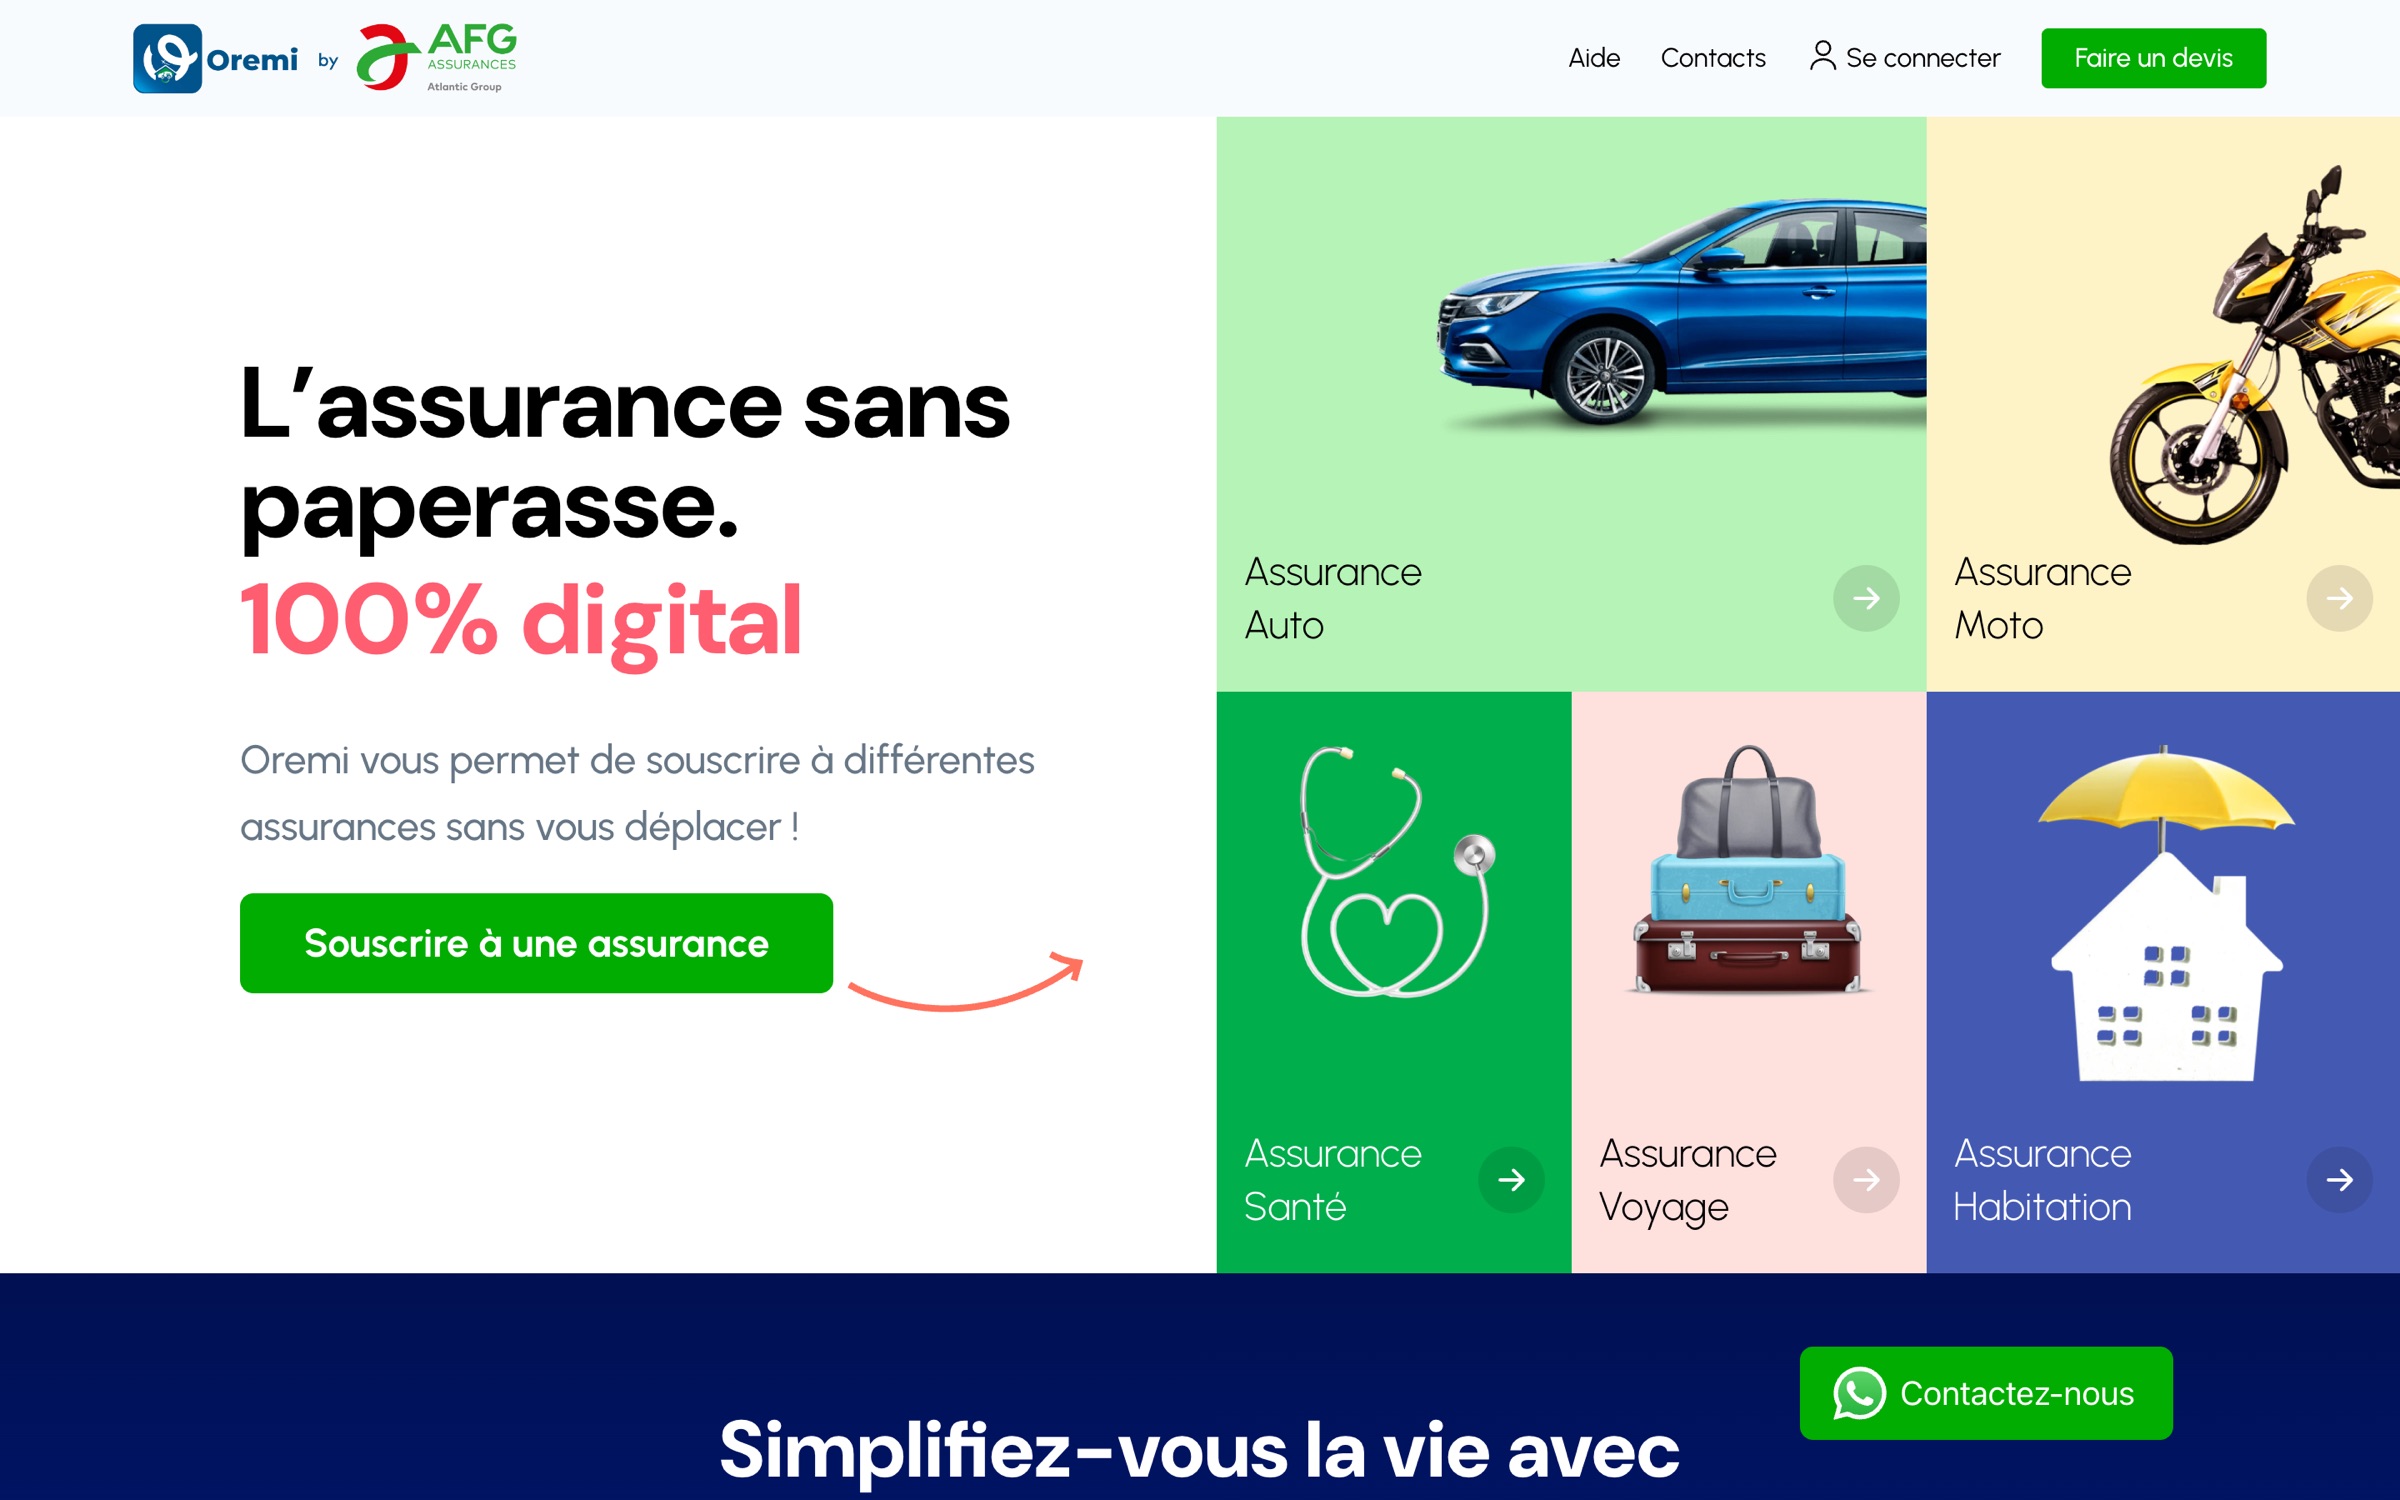 Oremi by AFG
ASSURANCES
Atlantic Group
Aide Contacts Se connecter Faire un devis
L’assurance sans
paperasse.
100% digital
Oremi vous permet de souscrire à différentes
assurances sans vous déplacer !
Souscrire à une assurance
Assurance
Auto
Assurance
Moto
Assurance
Santé
Assurance
Voyage
Assurance
Habitation
Contactez-nous
Simplifiez-vous la vie avec